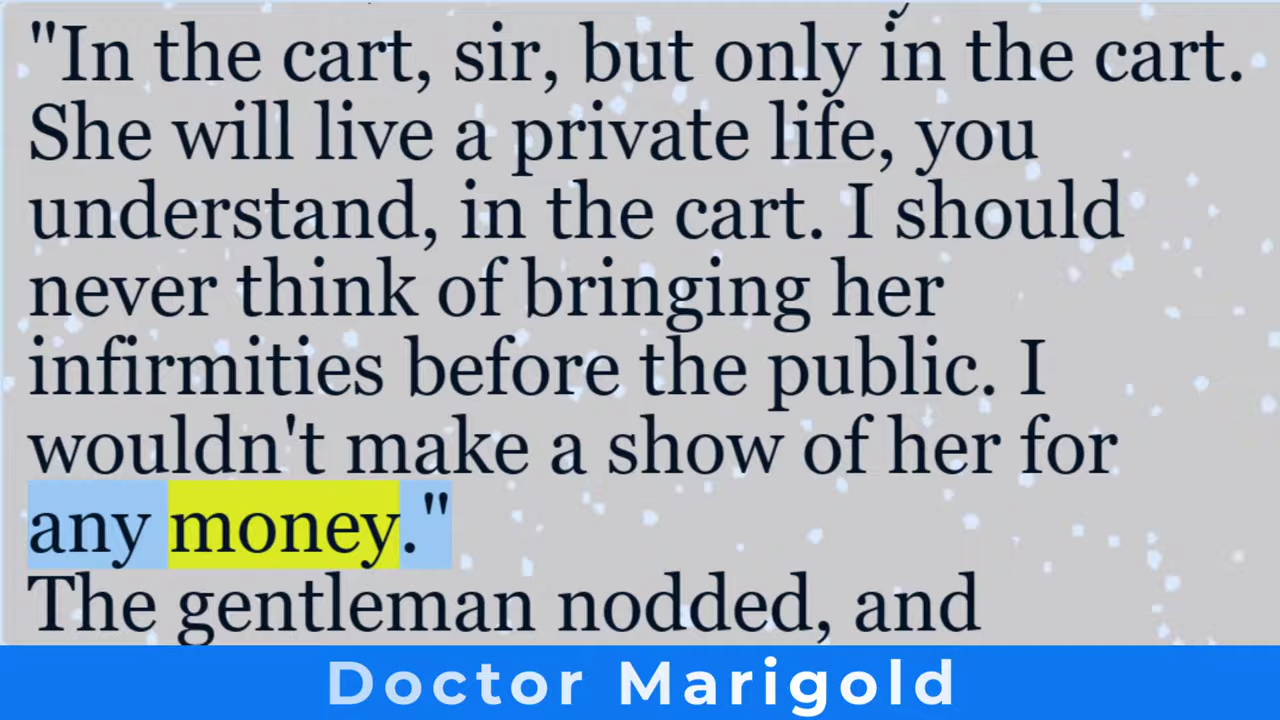 "In the cart, sir, but only in the cart.
She will live a private life, you
understand, in the cart. I should
never think of bringing her
infirmities before the public. I
wouldn't make a show of her for
any money."
The gentleman nodded, and
Doctor Marigold